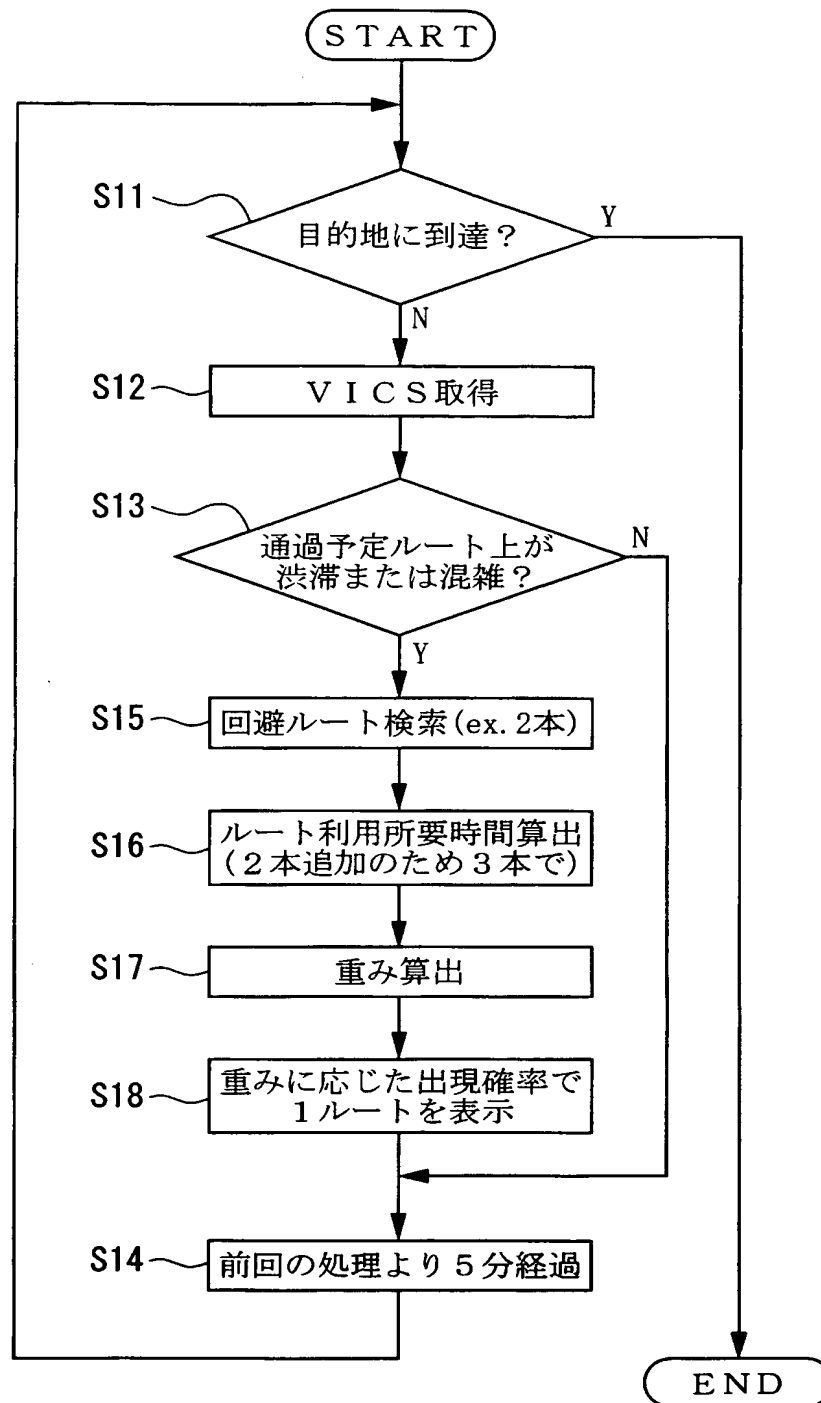 START
S11
目的地に到達？
Y
N
S12
ＶＩＣＳ取得
S13
通過予定ルート上が
渋滞または混雑？
N
Y
S15
回避ルート検索(ex.2本)
S16
ルート利用所要時間算出
(２本追加のため３本で)
S17
重み算出
S18
重みに応じた出現確率で
１ルートを表示
S14
前回の処理より５分経過
END